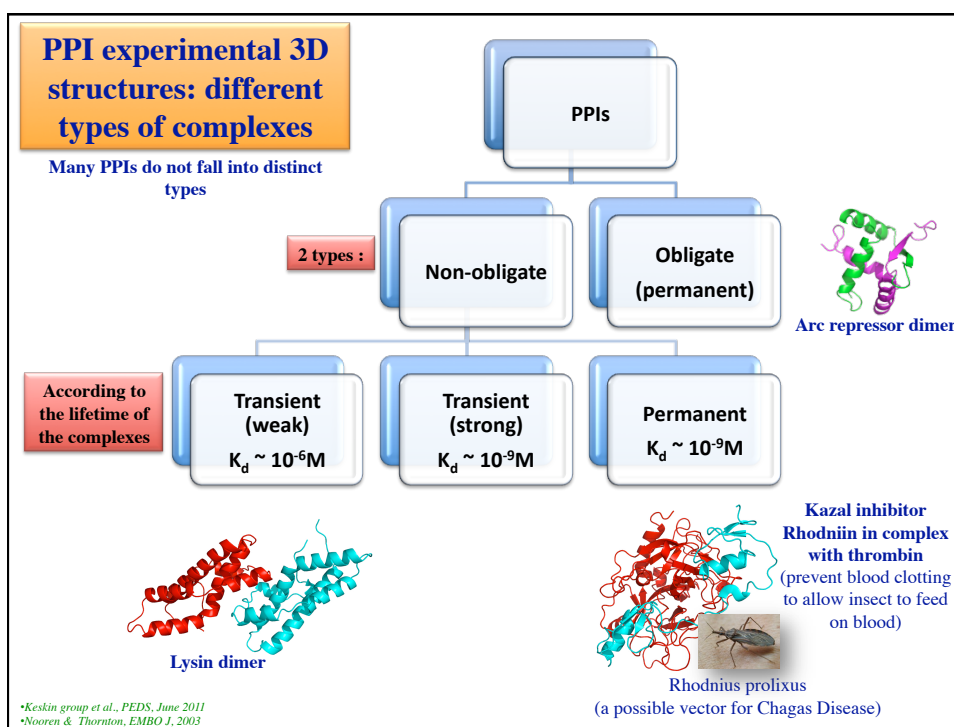 PPI experimental 3D
structures: different
types of complexes
Many PPIs do not fall into distinct
types
PPIs
2 types :
Non-obligate
Obligate
(permanent)
Arc repressor dimer
According to
the lifetime of
the complexes
Transient
(weak)
K_d ~ 10⁻⁶M
Transient
(strong)
K_d ~ 10⁻⁹M
Permanent
K_d ~ 10⁻⁹M
Lysin dimer
Kazal inhibitor
Rhodniin in complex
with thrombin
(prevent blood clotting
to allow insect to feed
on blood)
Rhodnius prolixus
(a possible vector for Chagas Disease)
•Keskin group et al., PEDS, June 2011
•Nooren & Thornton, EMBO J, 2003